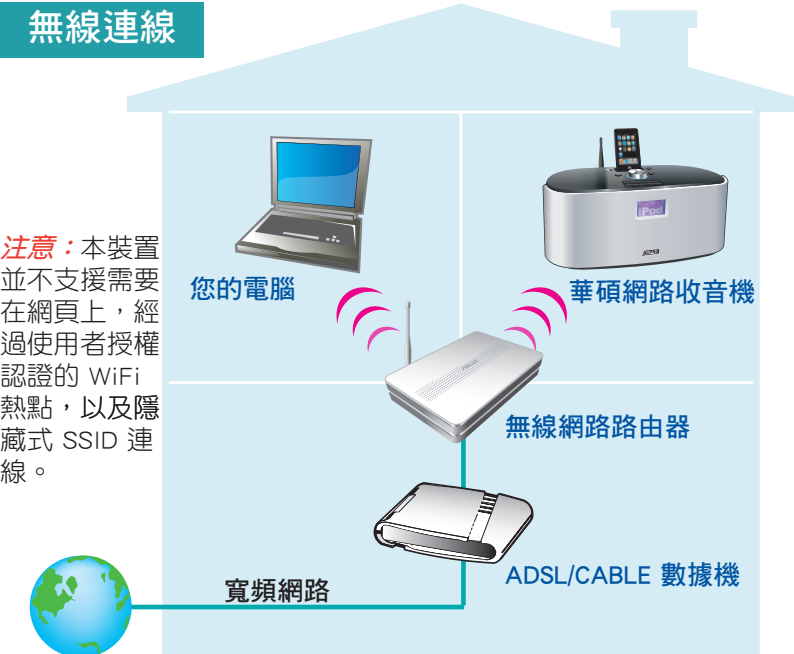 無線連線
iPod
注意：本裝置
並不支援需要
在網頁上，經
過使用者授權
認證的 WiFi
熱點，以及隱
藏式 SSID 連
線。
您的電腦
華碩網路收音機
無線網路路由器
ADSL/CABLE 數據機
寬頻網路